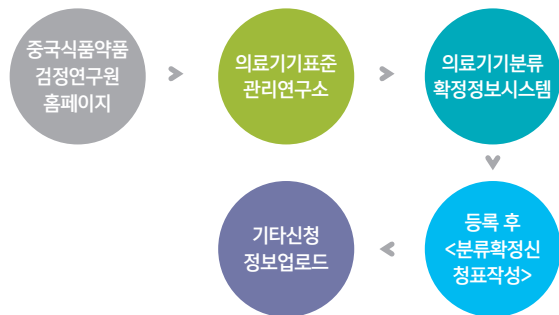 중국식품약품
검정연구원
홈페이지
의료기기표준
관리연구소
의료기기분류
확정정보시스템
등록 후
<분류확정신
청표작성>
기타신청
정보업로드